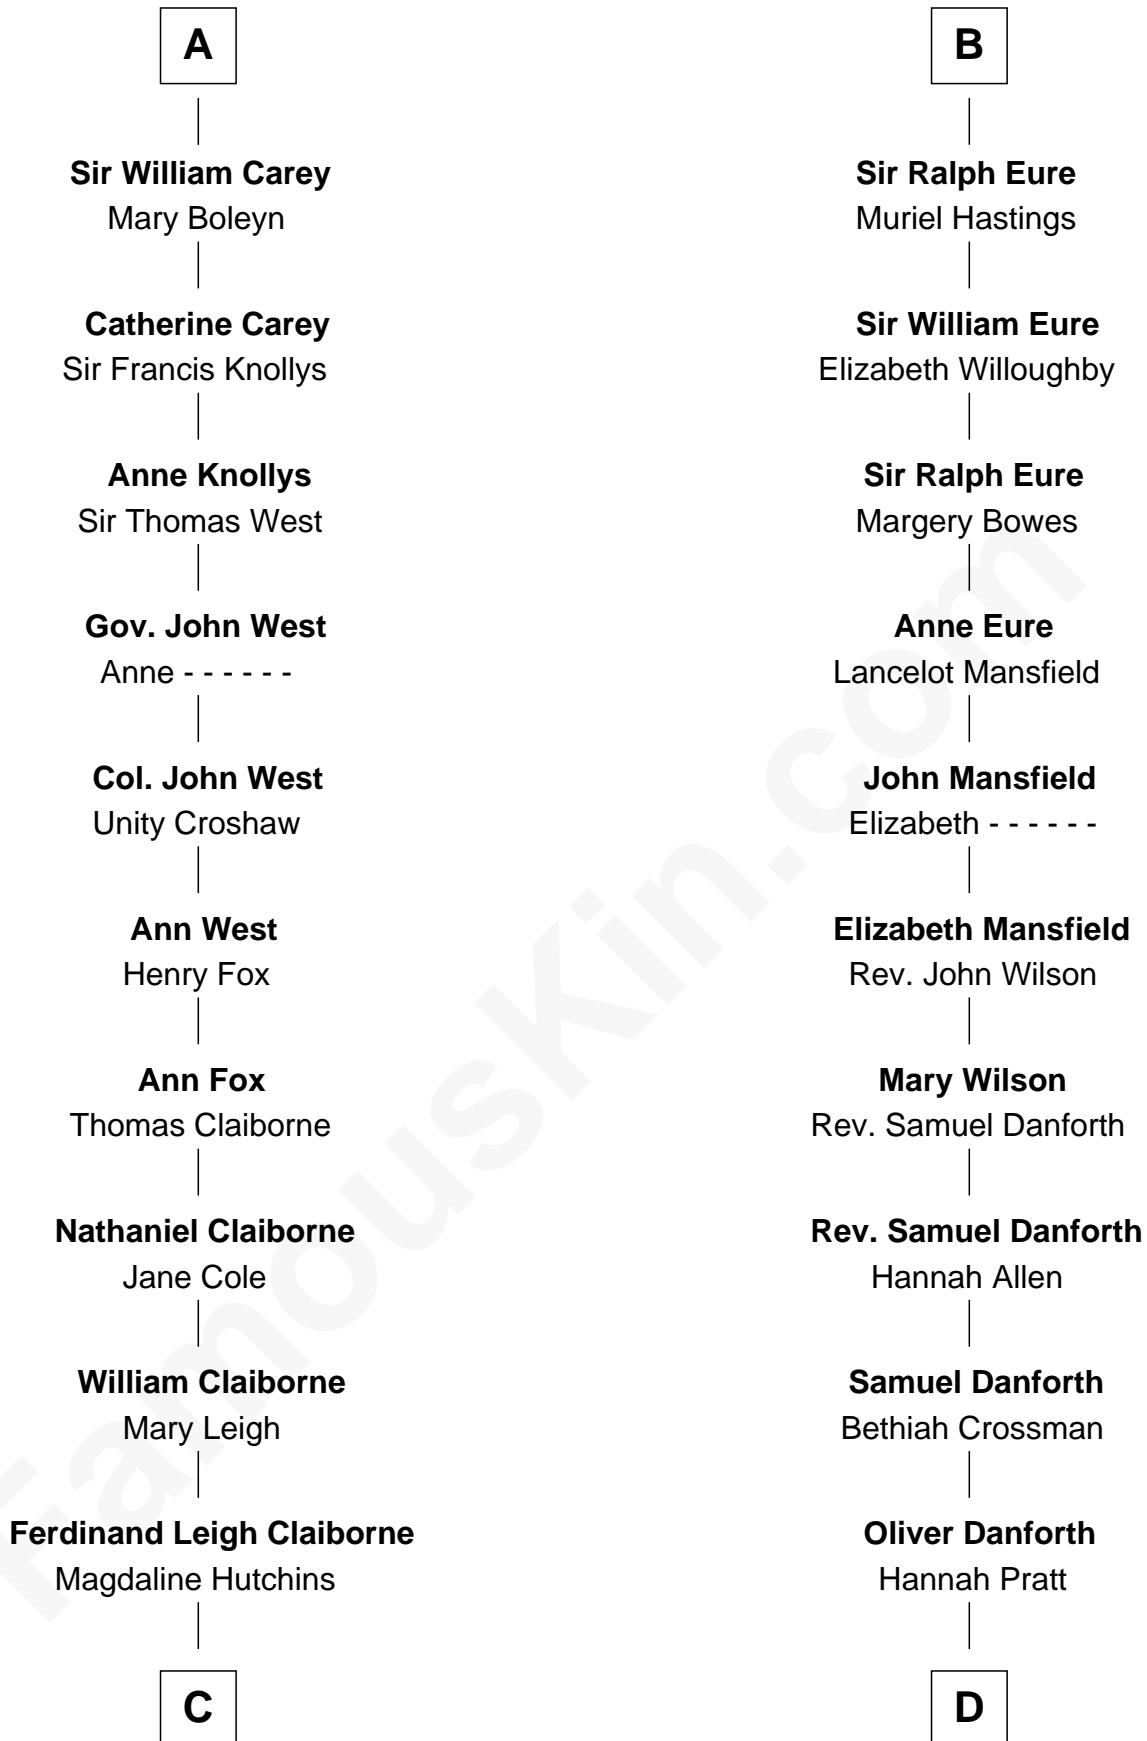 A
Sir William Carey
Mary Boleyn
Catherine Carey
Sir Francis Knollys
Anne Knollys
Sir Thomas West
Gov. John West
Anne - - - - - -
Col. John West
Unity Croshaw
Ann West
Henry Fox
Ann Fox
Thomas Claiborne
Nathaniel Claiborne
Jane Cole
William Claiborne
Mary Leigh
Ferdinand Leigh Claiborne
Magdaline Hutchins
C
B
Sir Ralph Eure
Muriel Hastings
Sir William Eure
Elizabeth Willoughby
Sir Ralph Eure
Margery Bowes
Anne Eure
Lancelot Mansfield
John Mansfield
Elizabeth - - - - - -
Elizabeth Mansfield
Rev. John Wilson
Mary Wilson
Rev. Samuel Danforth
Rev. Samuel Danforth
Hannah Allen
Samuel Danforth
Bethiah Crossman
Oliver Danforth
Hannah Pratt
D
FamousKin.com